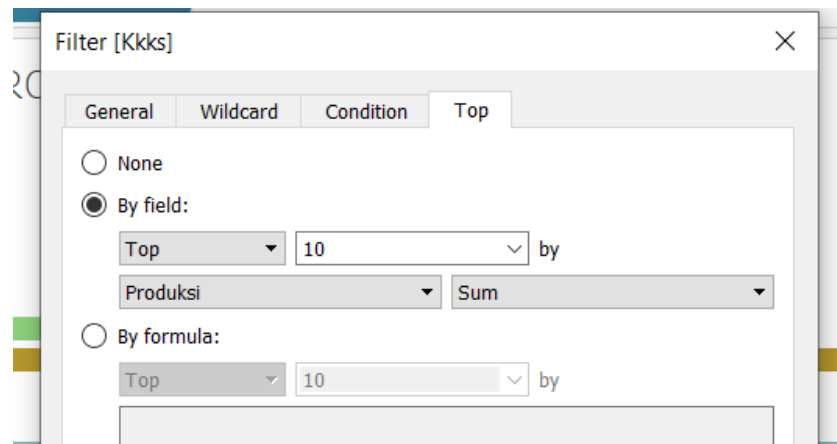 Filter [Kkks]
RO
General Wildcard Condition Top
None
By field:
Top 10 by
Produksi Sum
By formula:
Top 10 by